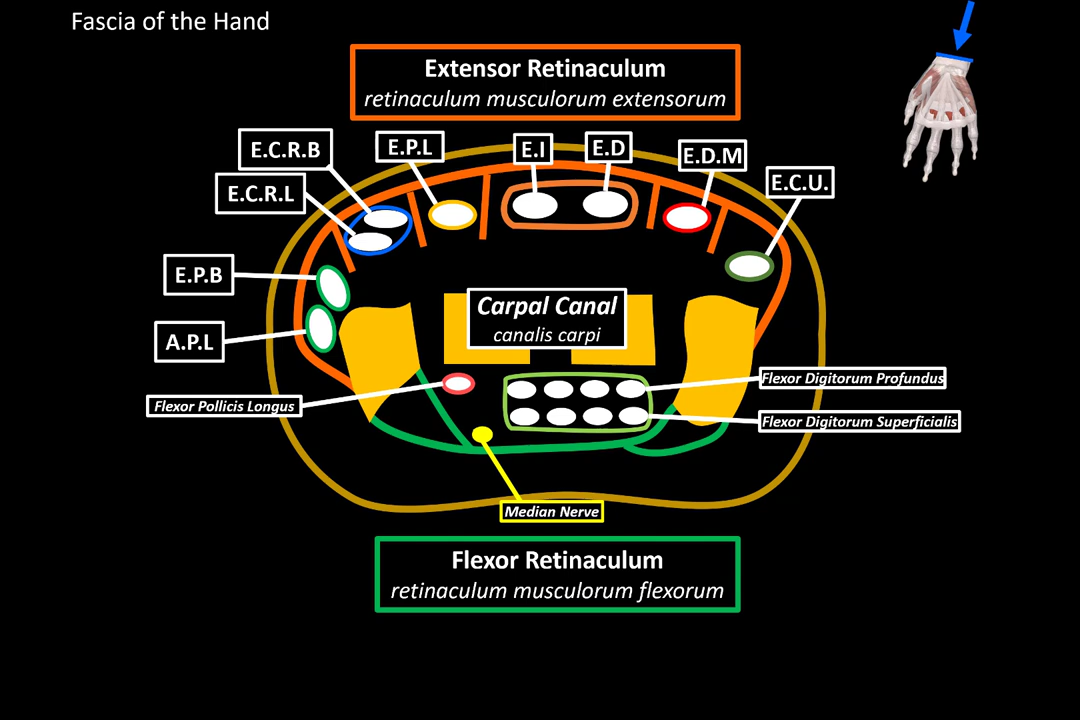 Fascia of the Hand
Extensor Retinaculum
retinaculum musculorum extensorum
E.C.R.B
E.P.L
E.I
E.D
E.D.M
E.C.R.L
E.C.U.
E.P.B
A.P.L
Carpal Canal
canalis carpi
Flexor Pollicis Longus
Flexor Digitorum Profundus
Flexor Digitorum Superficialis
Median Nerve
Flexor Retinaculum
retinaculum musculorum flexorum